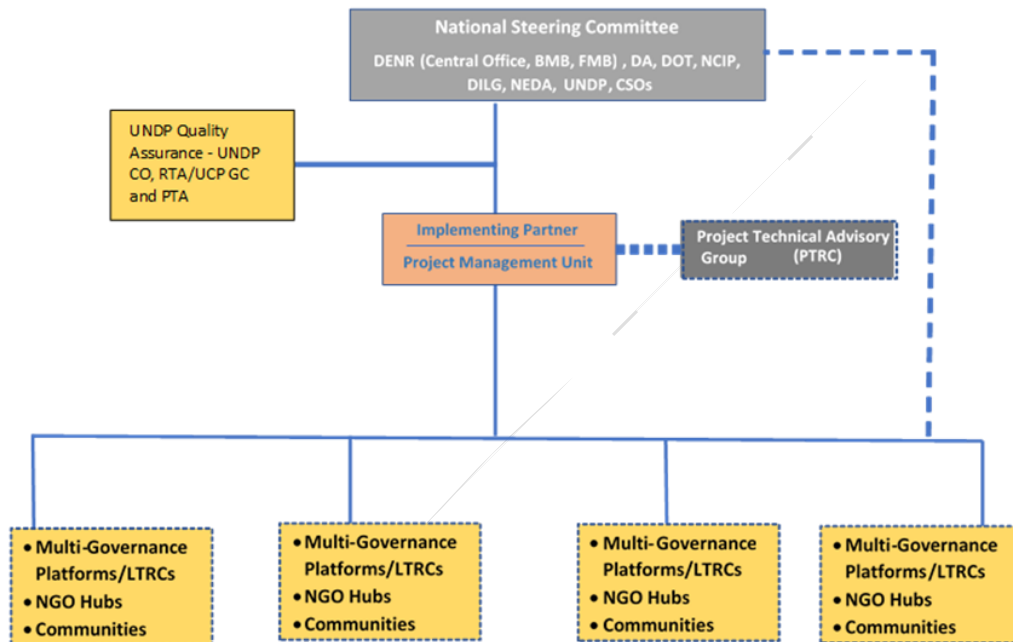 National Steering Committee
DENR (Central Office, BMB, FMB) , DA, DOT, NCIP,
DILG, NEDA, UNDP, CSOs
UNDP Quality
Assurance - UNDP
CO, RTA/UCP GC
and PTA
Implementing Partner
Project Management Unit
Project Technical Advisory
Group (PTRC)
• Multi-Governance
Platforms/LTRCs
• NGO Hubs
• Communities
• Multi-Governance
Platforms/LTRCs
• NGO Hubs
• Communities
• Multi-Governance
Platforms/LTRCs
• NGO Hubs
• Communities
• Multi-Governance
Platforms/LTRCs
• NGO Hubs
• Communities